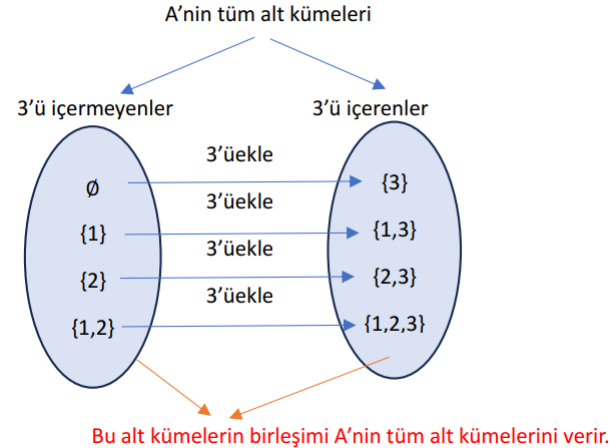 A’nin tüm alt kümeleri
3’ü içermeyenler
3’ü içerenler
3’üekle
∅
{3}
3’üekle
{1}
{1,3}
3’üekle
{2}
{2,3}
3’üekle
{1,2}
{1,2,3}
Bu alt kümelerin birleşimi A’nin tüm alt kümelerini verir.